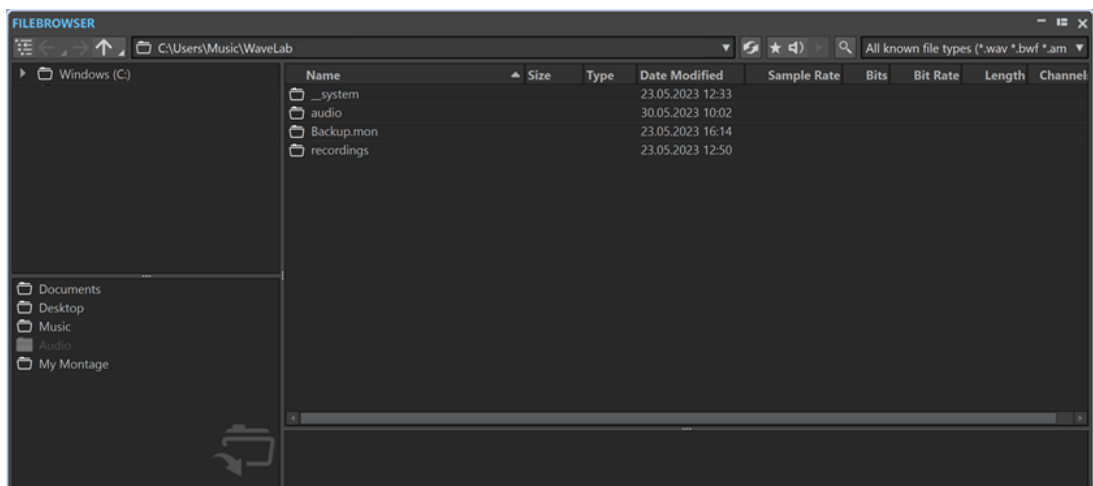 FILEBROWSER
C:\Users\Music\WaveLab
All known file types (*.wav *.bwf *.am
Windows (C:)
Name Size Type Date Modified Sample Rate Bits Bit Rate Length Channel
__system 23.05.2023 12:33
audio 30.05.2023 10:02
Backup.mon 23.05.2023 16:14
recordings 23.05.2023 12:50
Documents
Desktop
Music
Audio
My Montage